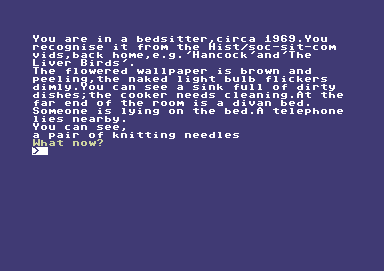 You are in a bedsitter,circa 1969.You
recognise it from the Hist/soc-sit-com
vids,back home,e.g.'Hancock'and'The
Liver Birds'.
The flowered wallpaper is brown and
peeling,the naked light bulb flickers
dimly.You can see a sink full of dirty
dishes;the cooker needs cleaning.At the
far end of the room is a divan bed.
Someone is lying on the bed.A telephone
lies nearby.
You can see,
a pair of knitting needles
What now?
>